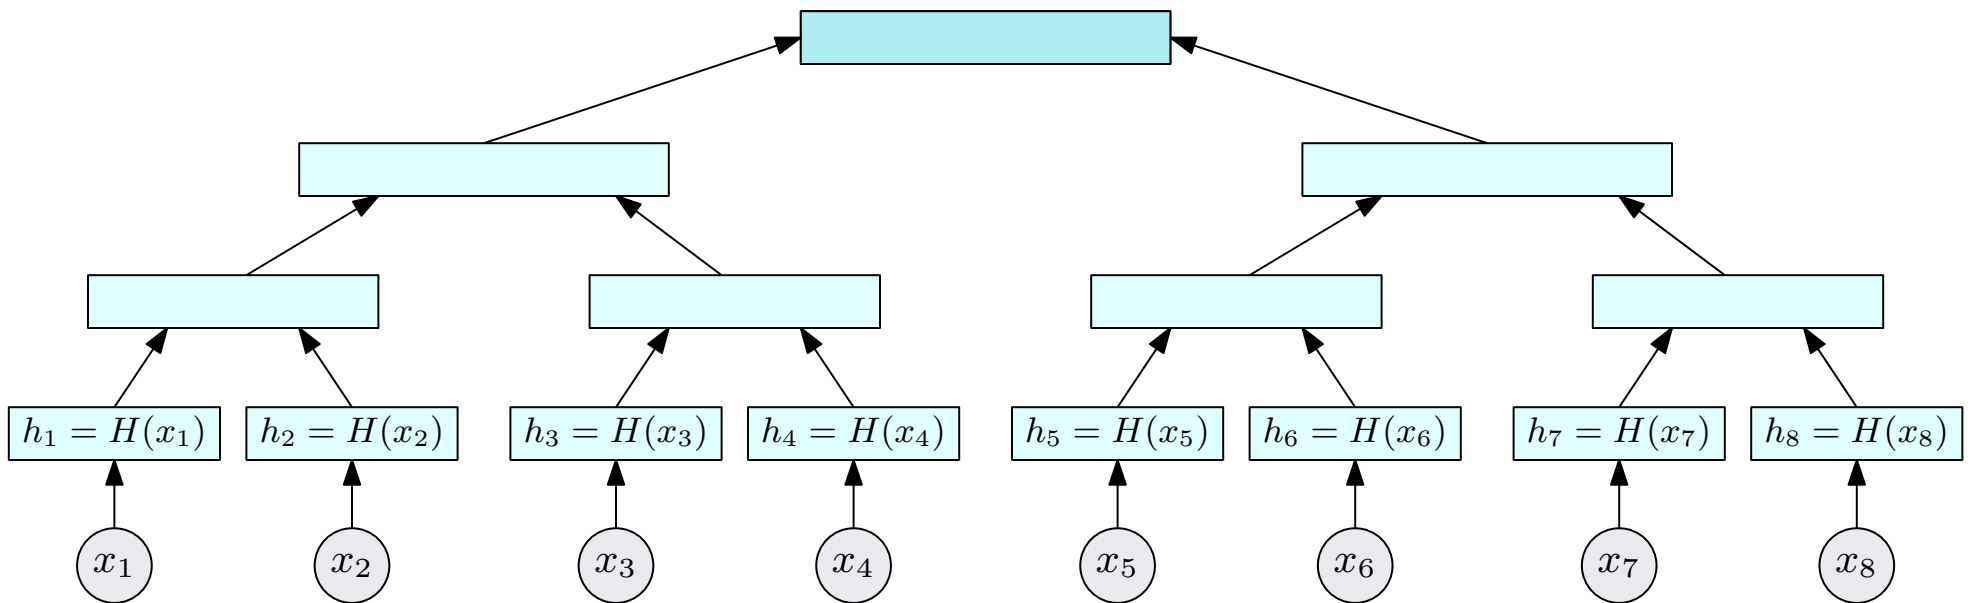 h₁ = H(x₁) h₂ = H(x₂) h₃ = H(x₃) h₄ = H(x₄) h₅ = H(x₅) h₆ = H(x₆) h₇ = H(x₇) h₈ = H(x₈)
x₁ x₂ x₃ x₄ x₅ x₆ x₇ x₈